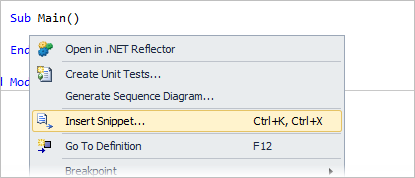 Sub Main()
End
Mod
Open in .NET Reflector
Create Unit Tests...
Generate Sequence Diagram...
Insert Snippet... Ctrl+K, Ctrl+X
Go To Definition F12
Breakpoint